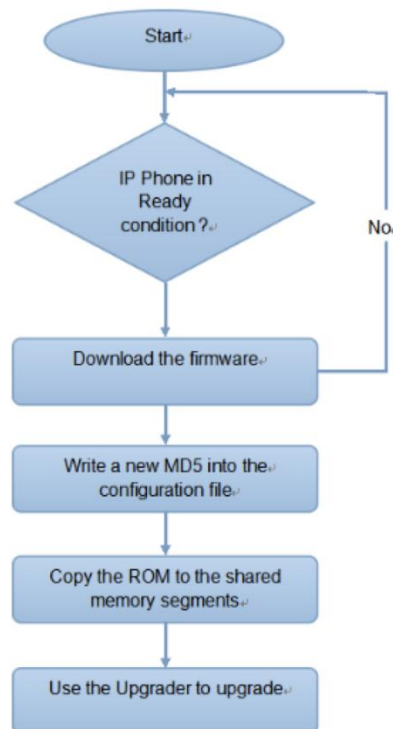 Start
IP Phone in
Ready
condition ?
No
Download the firmware
Write a new MD5 into the
configuration file
Copy the ROM to the shared
memory segments
Use the Upgrader to upgrade